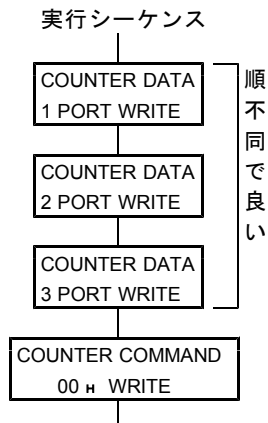 実行シーケンス
COUNTER DATA
1 PORT WRITE
COUNTER DATA
2 PORT WRITE
COUNTER DATA
3 PORT WRITE
順不同で良い
COUNTER COMMAND
00 H WRITE